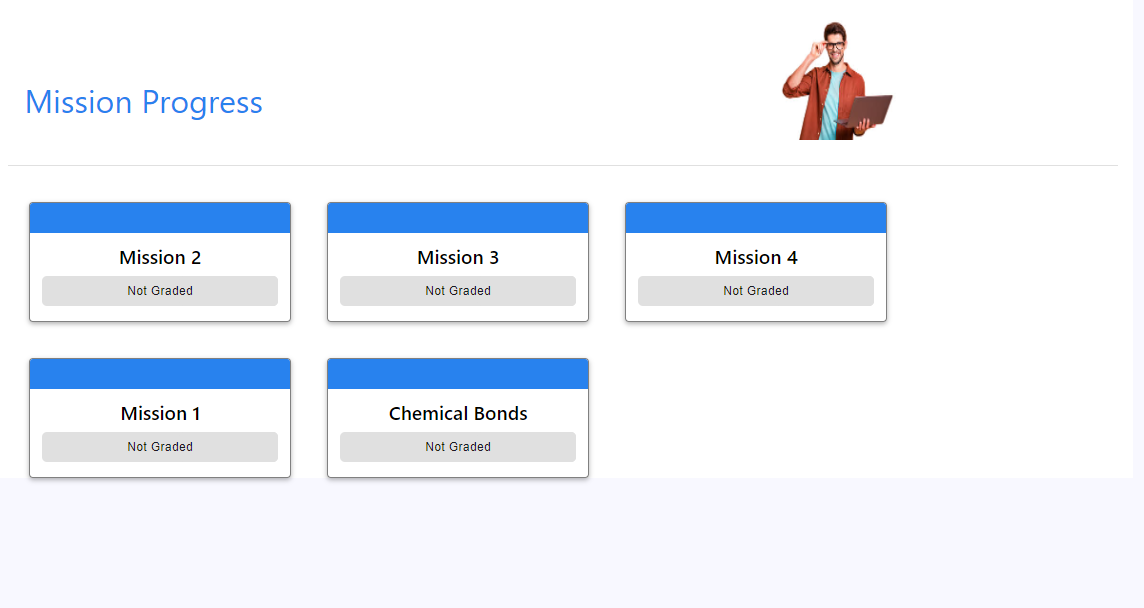 Mission Progress
Mission 2
Not Graded
Mission 3
Not Graded
Mission 4
Not Graded
Mission 1
Not Graded
Chemical Bonds
Not Graded